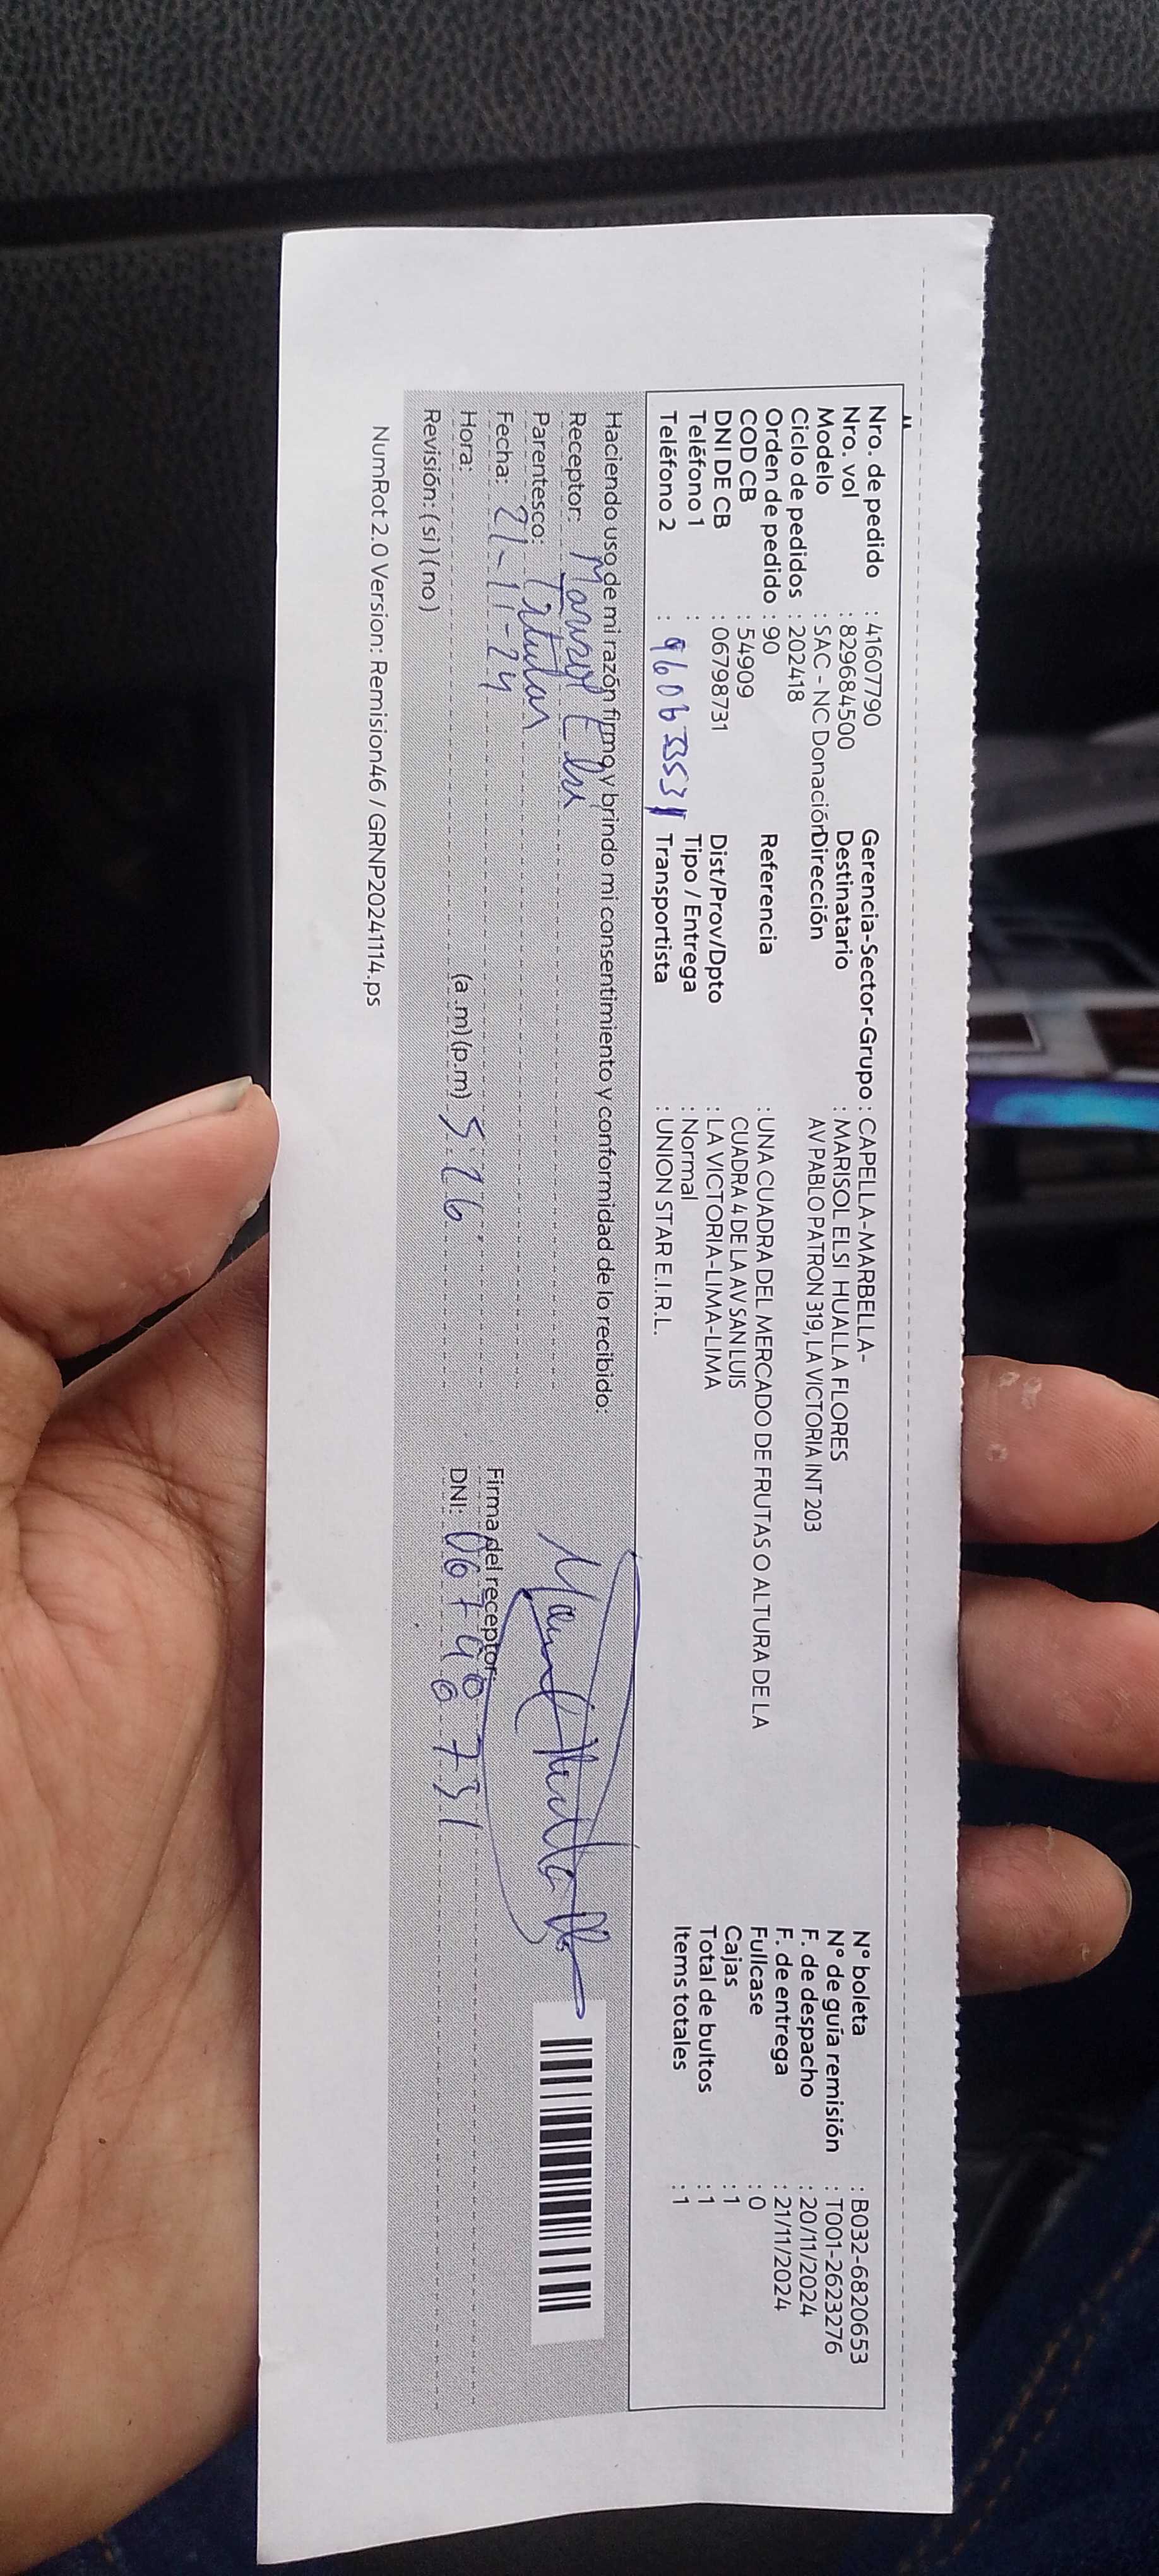 Nro. de pedido : 41607790
Nro. vol : 829684500
Modelo : SAC - NC Donación
Ciclo de pedidos : 202418
Orden de pedido : 90
COD CB : 54909
DNI DE CB : 06798731
Teléfono 1 :
Teléfono 2 :
Gerencia-Sector-Grupo : CAPELLA-MARBELLA-
Destinatario : MARISOL ELSI HUALLA FLORES
Dirección AV PABLO PATRON 319, LA VICTORIA INT 203
Referencia : UNA CUADRA DEL MERCADO DE FRUTAS O ALTURA DE LA
CUADRA 4 DE LA AV SAN LUIS
Dist/Prov/Dpto : LA VICTORIA-LIMA-LIMA
Tipo / Entrega : Normal
Transportista : UNION STAR E.I.R.L.
N° boleta : B032-6820653
N° de guía remisión : T001-2623276
F. de despacho : 20/11/2024
F. de entrega : 21/11/2024
Fullcase : 0
Cajas : 1
Total de bultos : 1
Items totales : 1
Haciendo uso de mi razón firmo y brindo mi consentimiento y conformidad de lo recibido:
Receptor: Marisol Elsi
Parentesco: Titular
Fecha: 21-11-24
Hora: (a.m)(p.m) 5:26
Revisión: ( si ) ( no )
Firma del receptor:
DNI: 06798731
NumRot 2.0 Version: Remision46 / GRNP20241114.ps